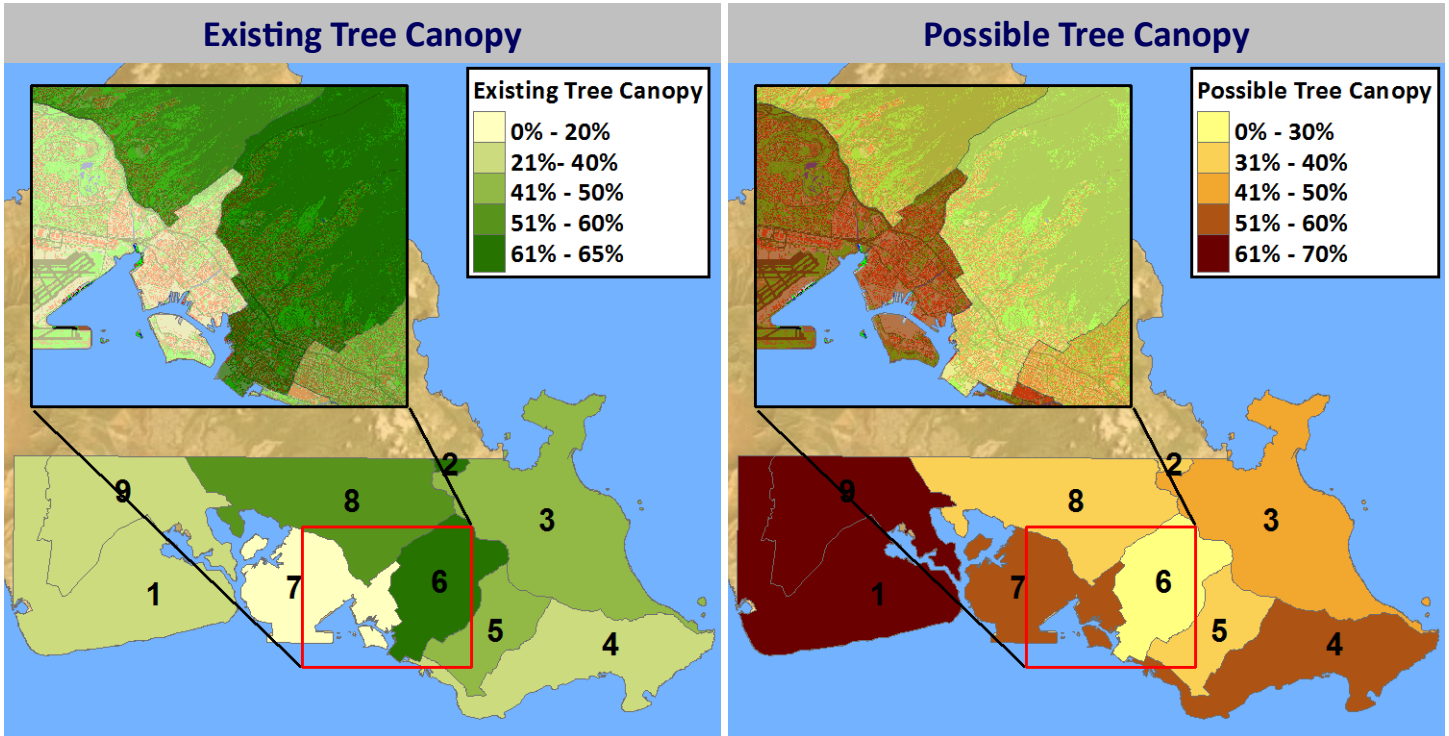 Existing Tree Canopy
Existing Tree Canopy
0% - 20%
21%- 40%
41% - 50%
51% - 60%
61% - 65%
2
9
8
3
7
6
1
5
4
Possible Tree Canopy
Possible Tree Canopy
0% - 30%
31% - 40%
41% - 50%
51% - 60%
61% - 70%
2
9
8
3
7
6
1
5
4